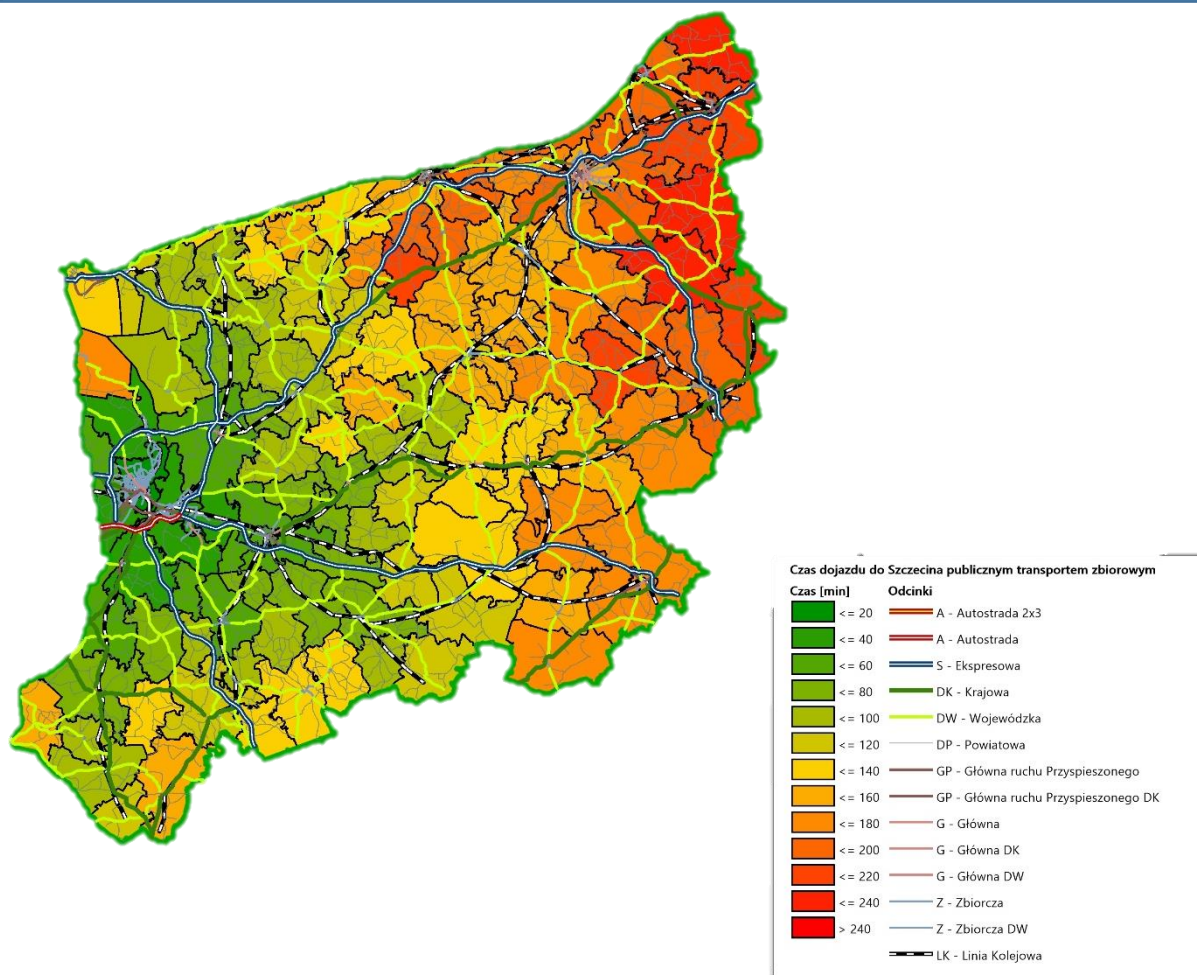 Czas dojazdu do Szczecina publicznym transportem zbiorowym
Czas [min] Odcinki
<= 20 A - Autostrada 2x3
<= 40 A - Autostrada
<= 60 S - Ekspresowa
<= 80 DK - Krajowa
<= 100 DW - Wojewódzka
<= 120 DP - Powiatowa
<= 140 GP - Główna ruchu Przyspieszonego
<= 160 GP - Główna ruchu Przyspieszonego DK
<= 180 G - Główna
<= 200 G - Główna DK
<= 220 G - Główna DW
<= 240 Z - Zbiorcza
> 240 Z - Zbiorcza DW
LK - Linia Kolejowa